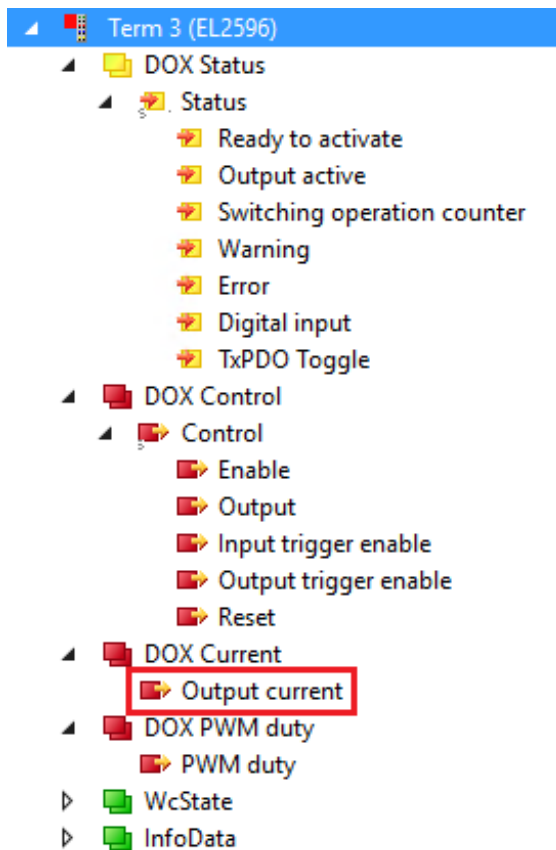 Term 3 (EL2596)
DOX Status
Status
Ready to activate
Output active
Switching operation counter
Warning
Error
Digital input
TxPDO Toggle
DOX Control
Control
Enable
Output
Input trigger enable
Output trigger enable
Reset
DOX Current
Output current
DOX PWM duty
PWM duty
WcState
InfoData